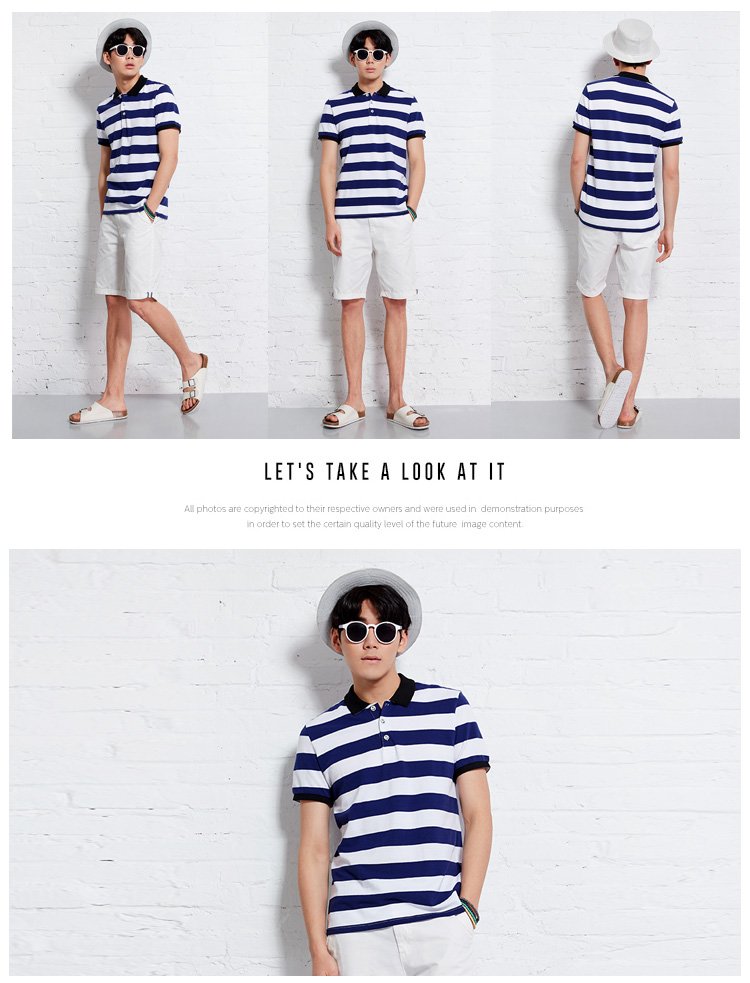 LET'S TAKE A LOOK AT IT
All photos are copyrighted to their respective owners and were used in demonstration purposes
in order to set the certain quality level of the future image content.